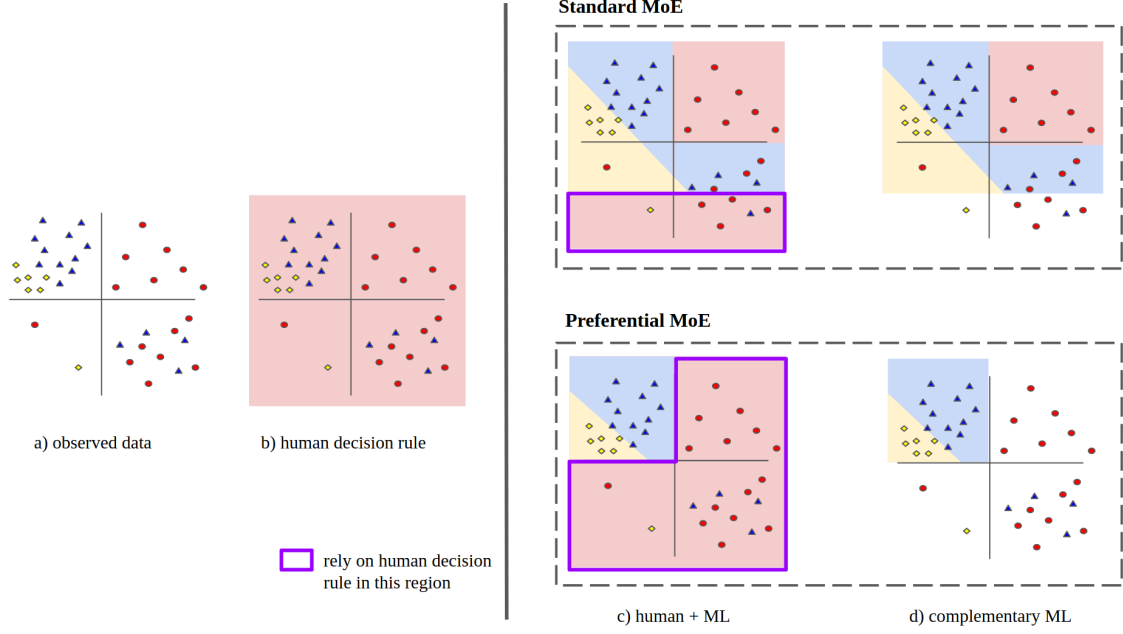 Standard MoE
Preferential MoE
a) observed data
b) human decision rule
rely on human decision
rule in this region
c) human + ML
d) complementary ML